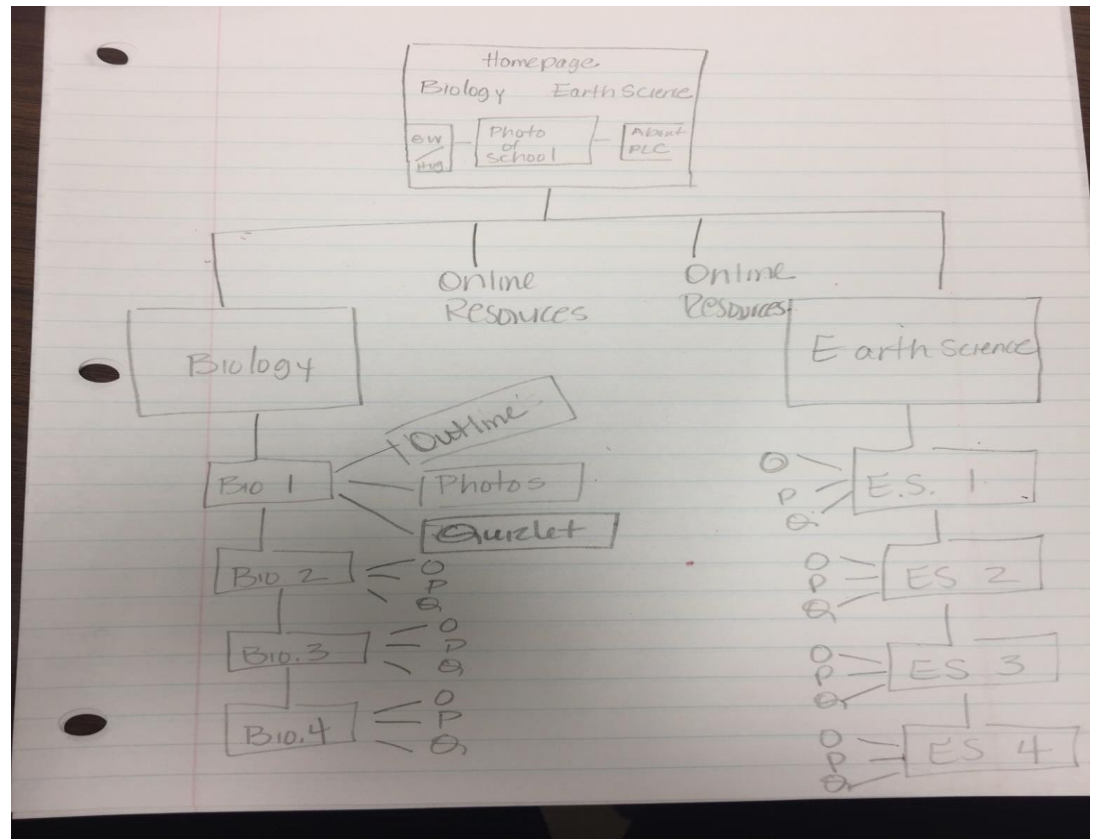 Homepage
Biology Earth Science
Photo
of
School
About
PLC
Online
Resources
Online
Resources
Biology
Earth Science
Outline's
Bio 1
Photos
Quizlet
O
E.S. 1
P
Q
Bio 2
O
P
Q
O
P
Q
ES 2
Bio.3
O
P
Q
O
P
Q
ES 3
Bio.4
O
P
Q
O
P
Q
ES 4